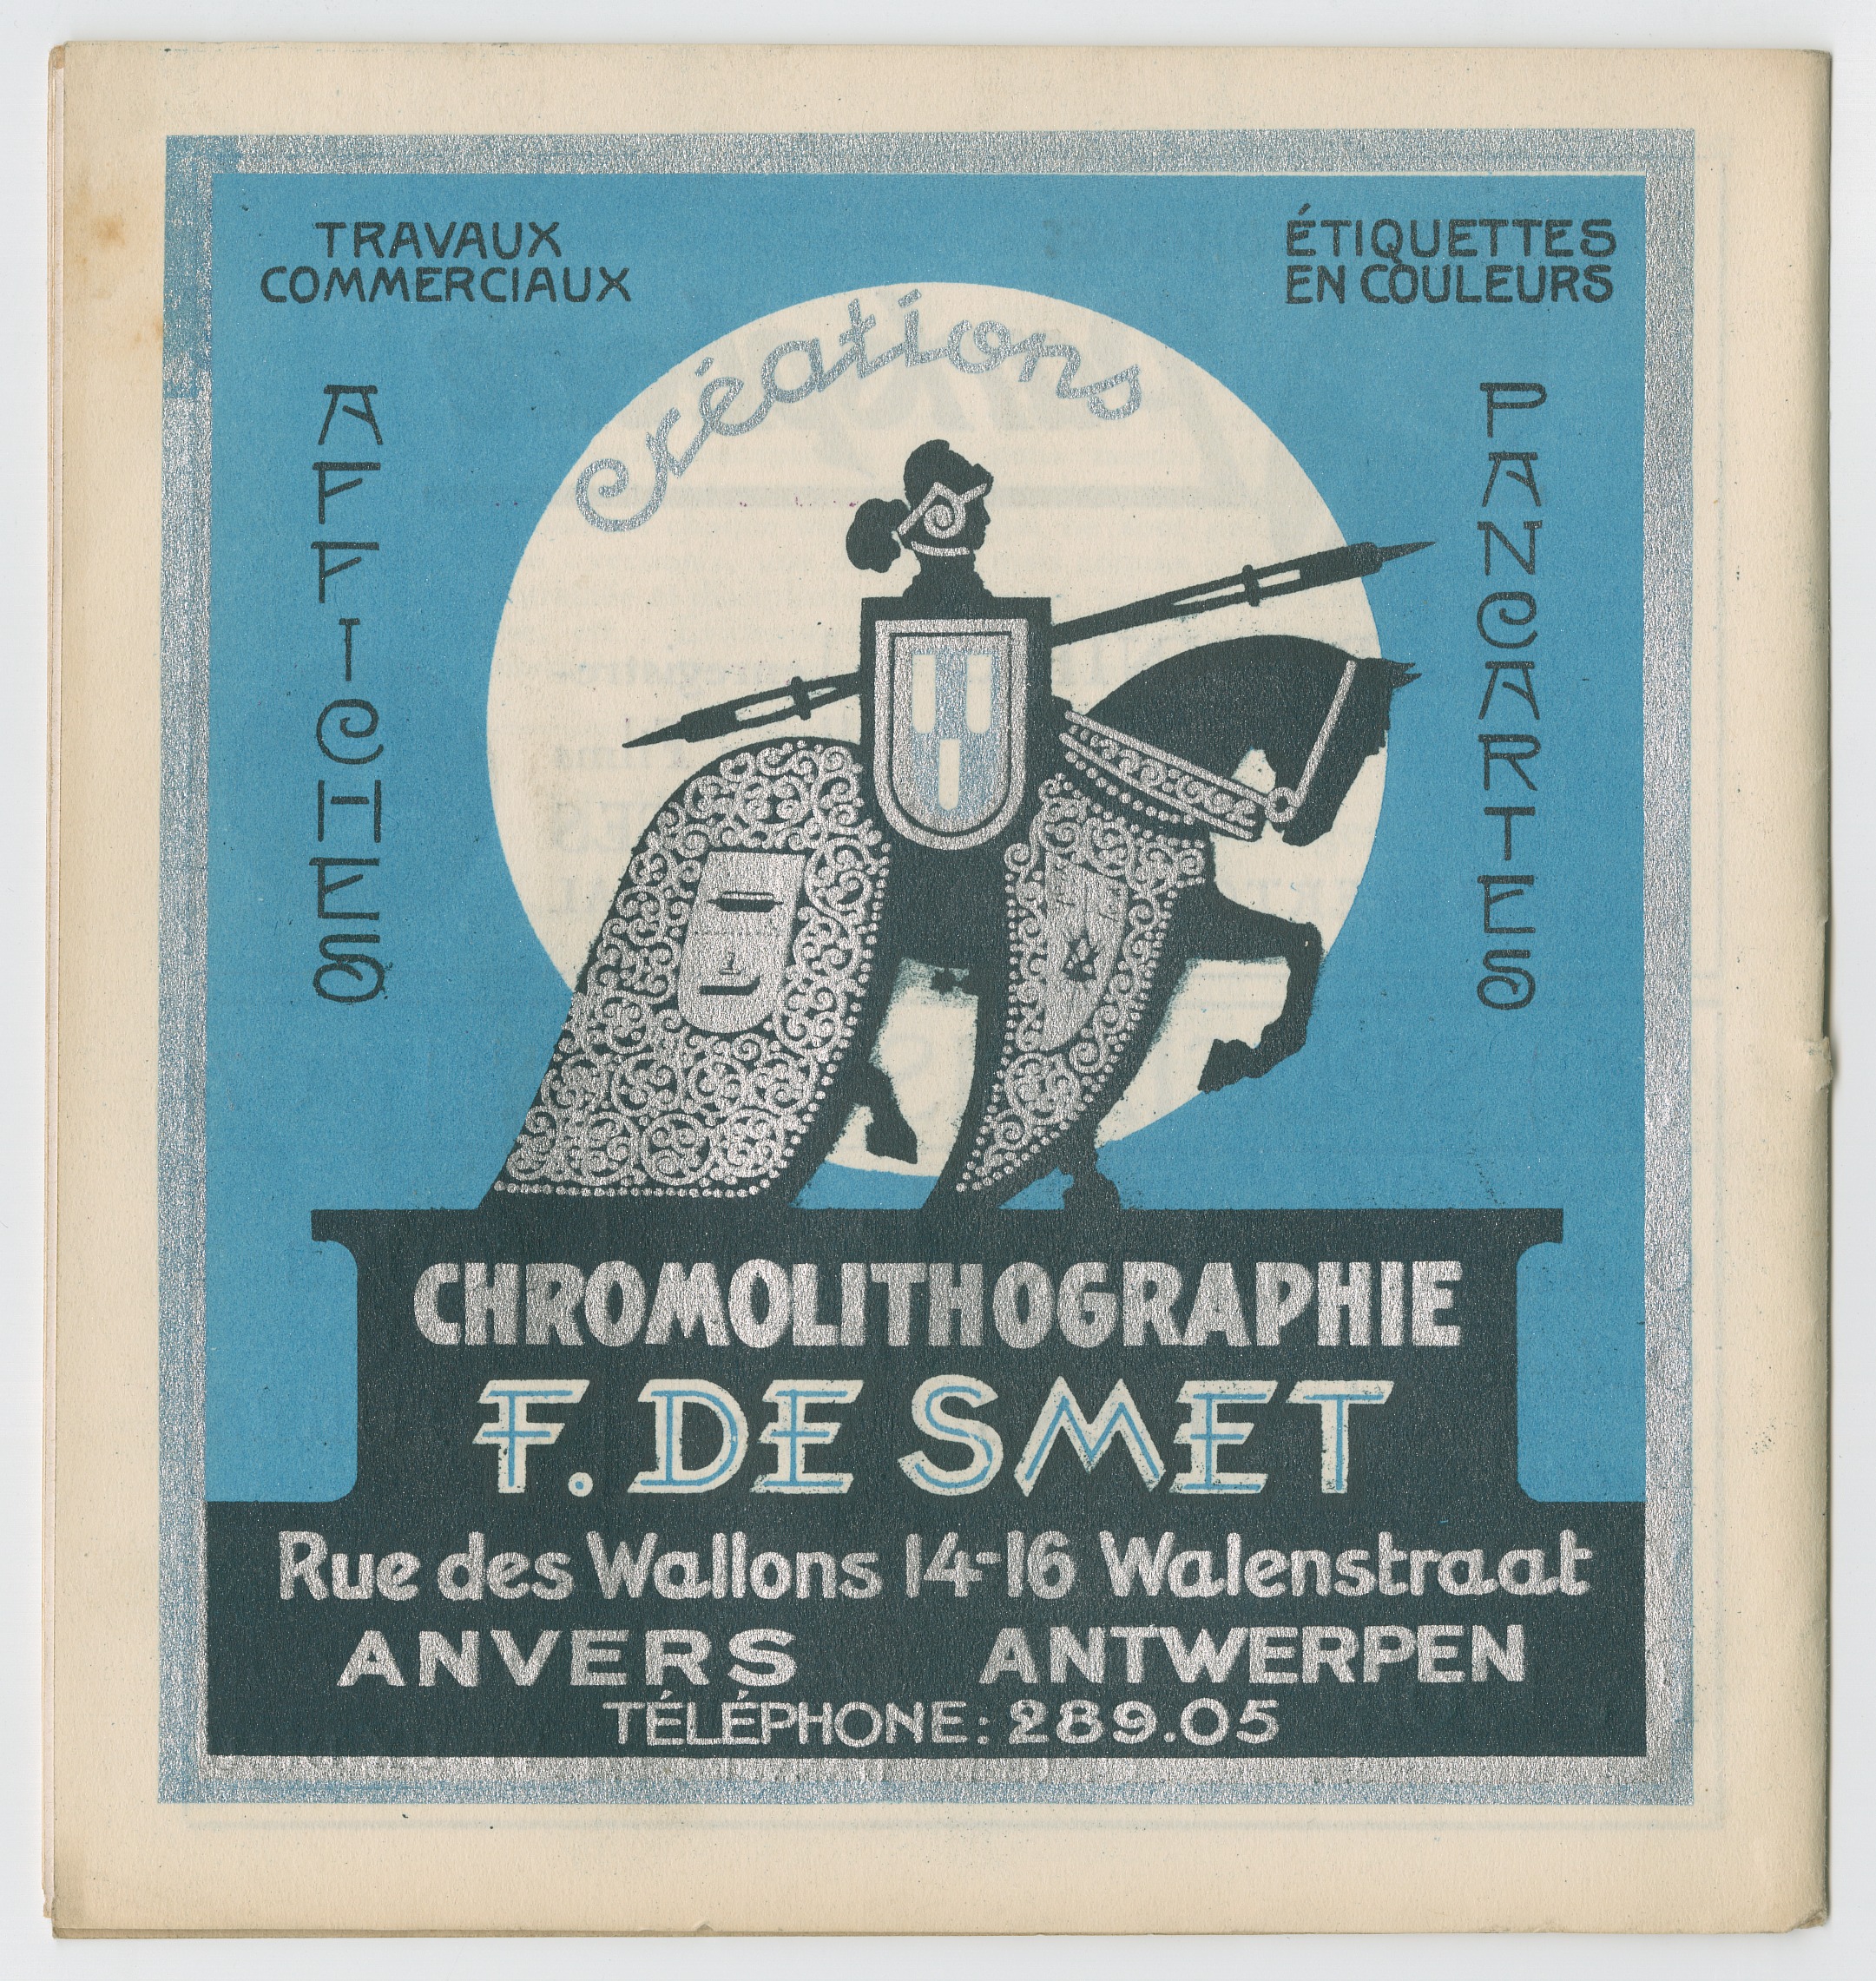 TRAVAUX
COMMERCIAUX
ÉTIQUETTES
EN COULEURS
créations
AFFICHES
PANCARTES
CHROMOLITHOGRAPHIE
F. DE SMET
Rue des Wallons 14-16 Walenstraat
ANVERS ANTWERPEN
TÉLÉPHONE: 289.05